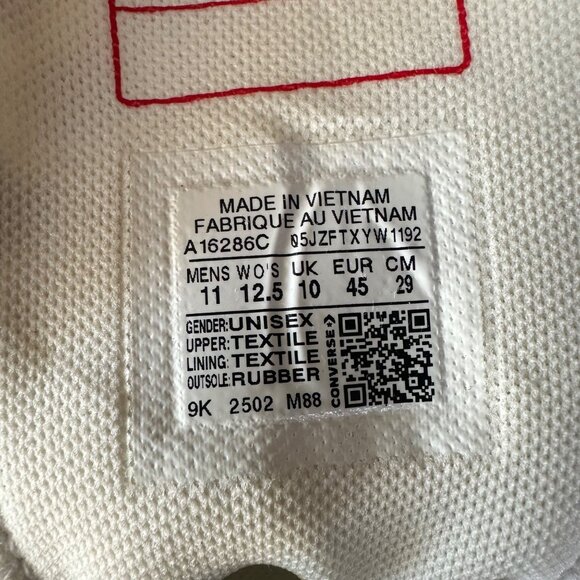 MADE IN VIETNAM
FABRIQUE AU VIETNAM
A16286C 05JZFTXYW1192
MENS WO'S UK EUR CM
11 12.5 10 45 29
GENDER:UNISEX
UPPER:TEXTILE
LINING:TEXTILE
OUTSOLE:RUBBER
CONVERSE
9K 2502 M88